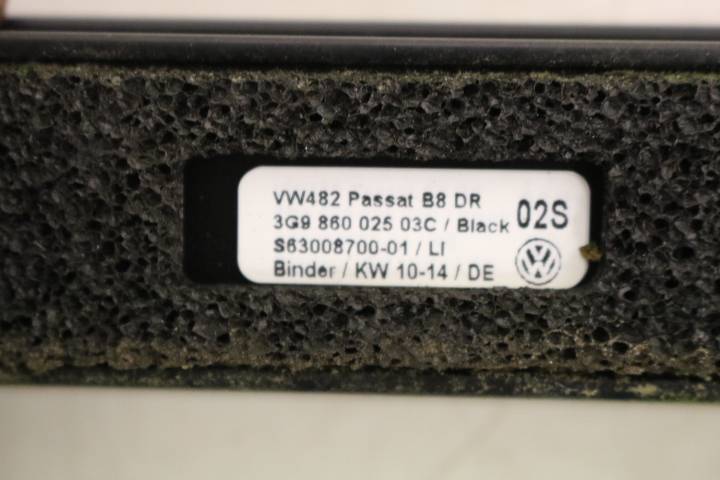 VW482 Passat B8 DR
3G9 860 025 03C / Black
02S
S63008700-01 / LI
Binder / KW 10-14 / DE